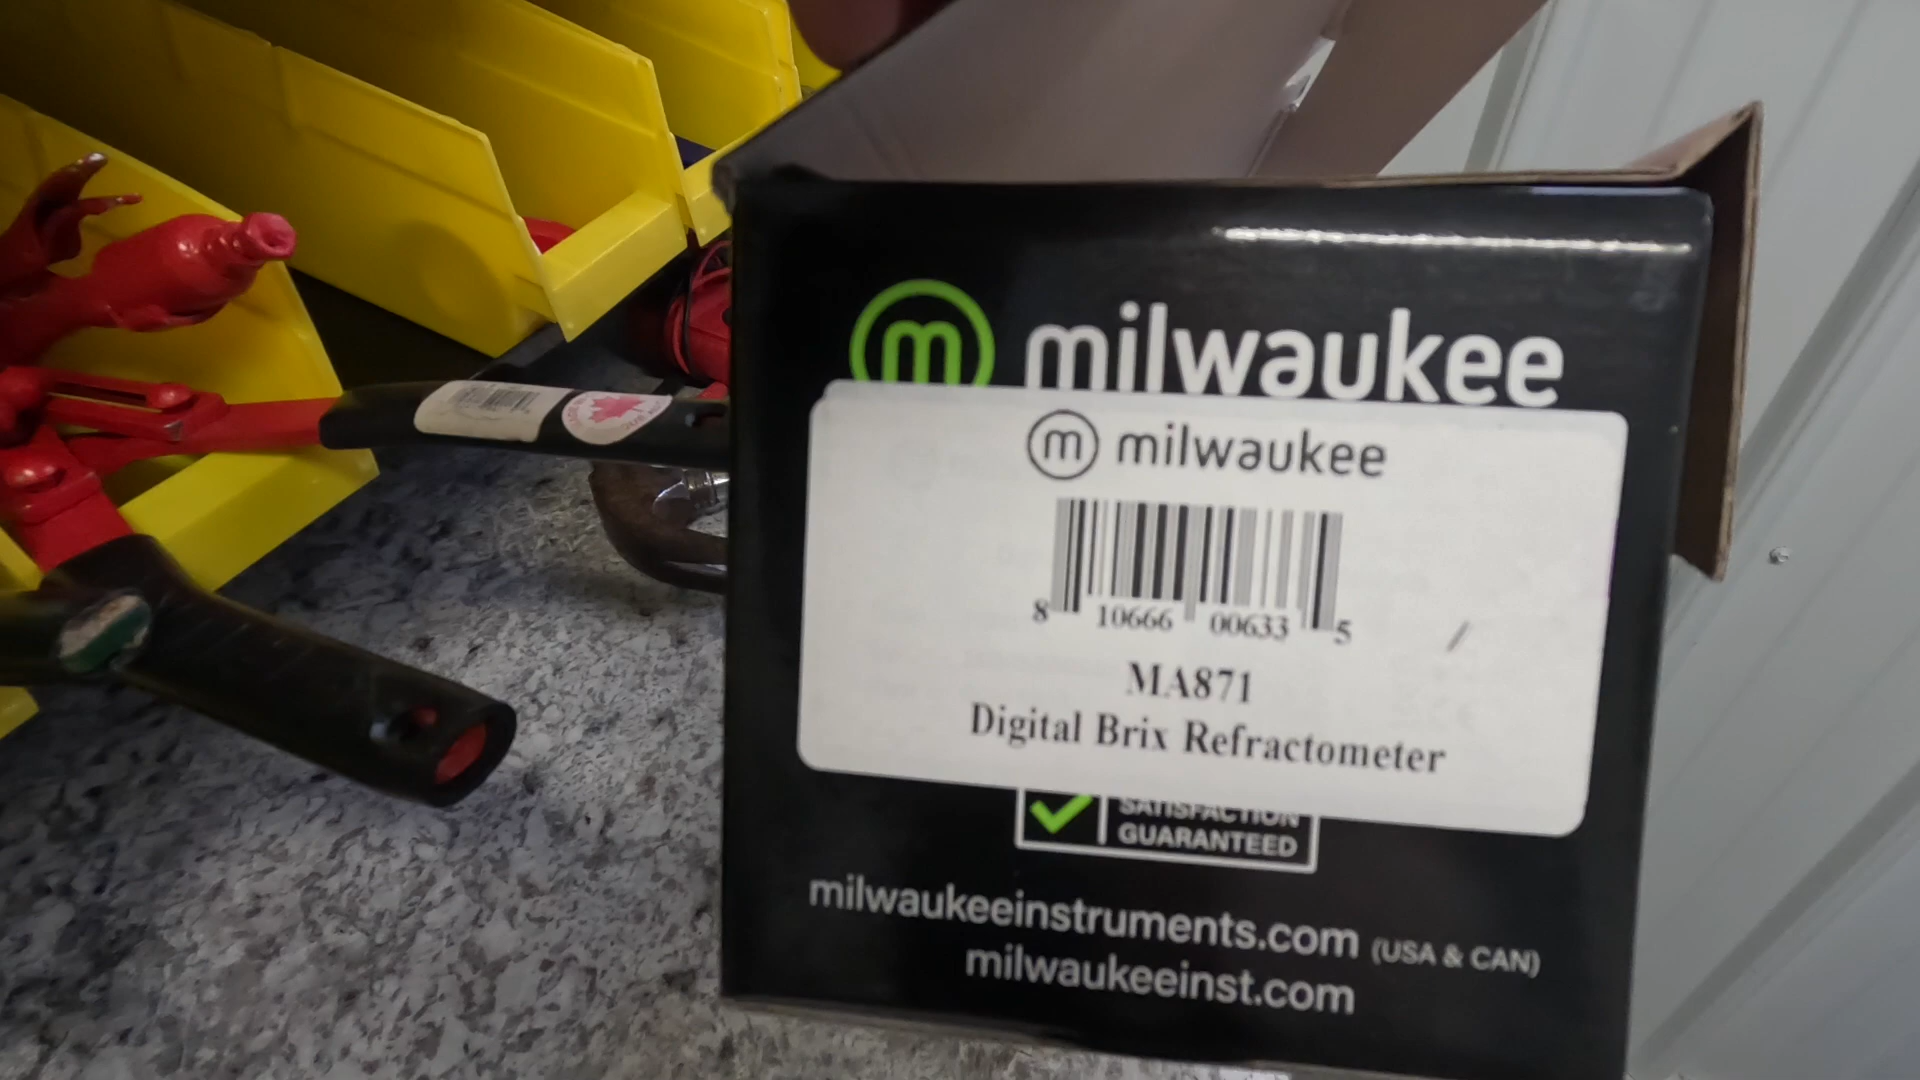 milwaukee
milwaukee
8 10666 00633 5
MA871
Digital Brix Refractometer
SATISFACTION
GUARANTEED
milwaukeeinstruments.com (USA & CAN)
milwaukeeinst.com